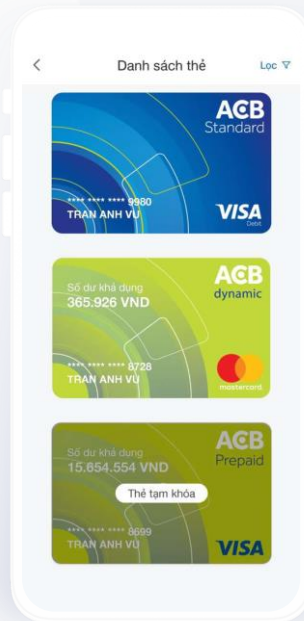 Danh sách thẻ
Lọc
ACB
Standard
**** **** **** 9980
TRAN ANH VU
VISA
Debit
ACB
dynamic
Số dư khả dụng
365.926 VND
**** **** **** 8728
TRAN ANH VU
mastercard
ACB
Prepaid
Số dư khả dụng
15.654.554 VND
Thẻ tạm khóa
**** **** **** 8699
TRAN ANH VU
VISA